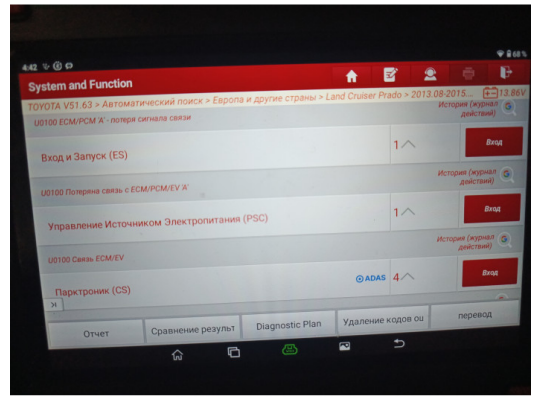 4:42
68%
System and Function
TOYOTA V51.63 > Автоматический поиск > Европа и другие страны > Land Cruiser Prado > 2013.08-2015...
13.86V
U0100 ECM/PCM 'A' - потеря сигнала связи
История (журнал действий)
Вход и Запуск (ES)
1
Вход
U0100 Потеряна связь с ECM/PCM/EV 'A'
История (журнал действий)
Управление Источником Электропитания (PSC)
1
Вход
U0100 Связь ECM/EV
История (журнал действий)
Парктроник (CS)
ADAS
4
Вход
Отчет
Сравнение результ
Diagnostic Plan
Удаление кодов ош
перевод